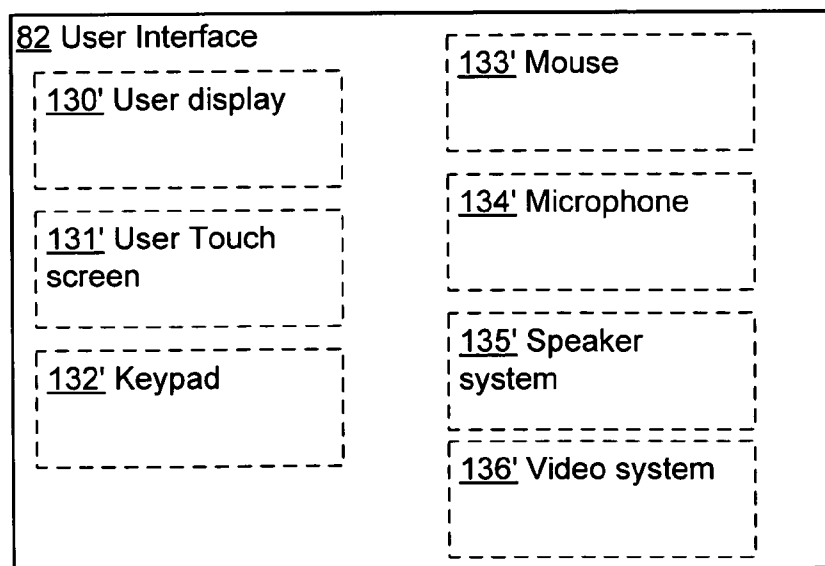 82 User Interface
130' User display
131' User Touch
screen
132' Keypad
133' Mouse
134' Microphone
135' Speaker
system
136' Video system